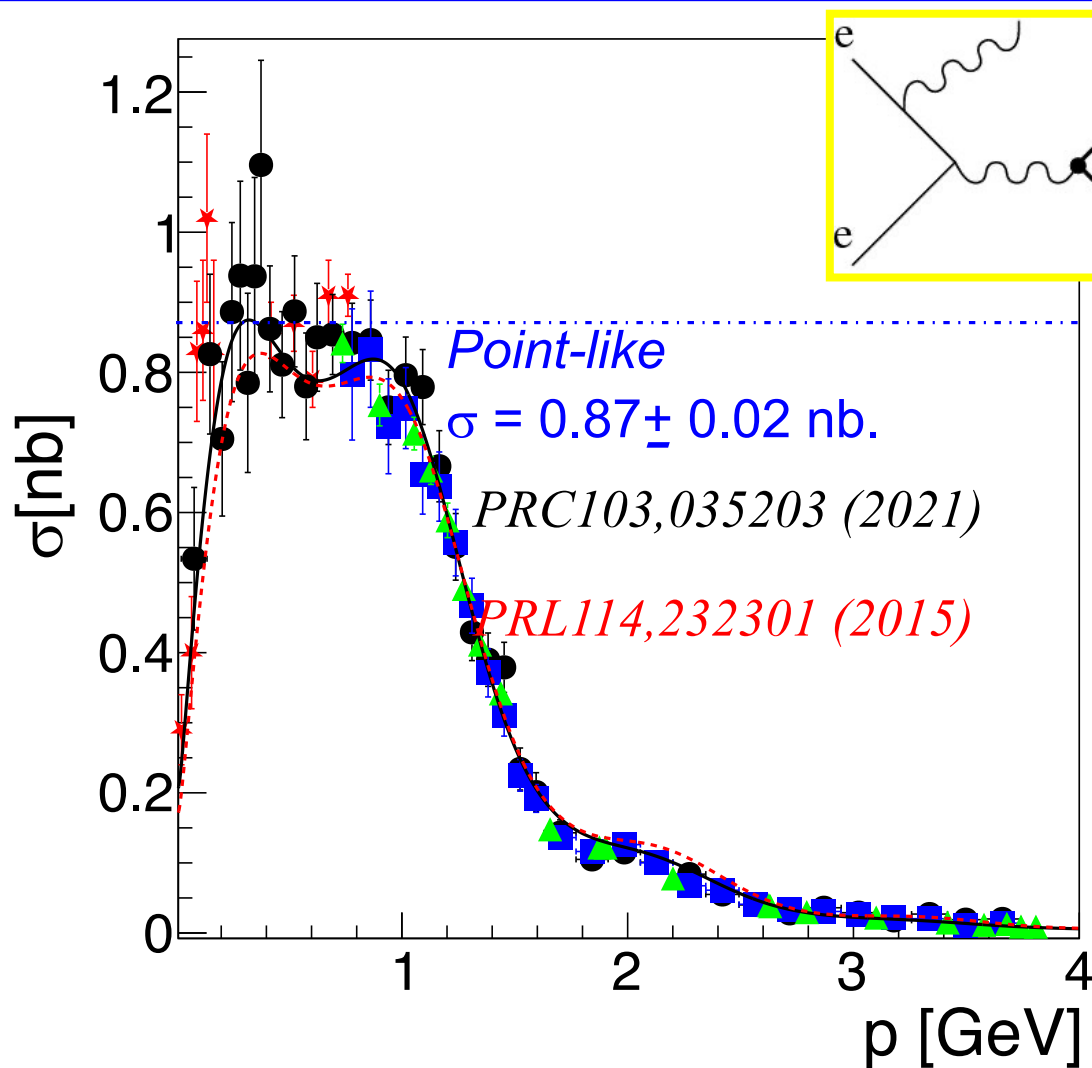 e
e
1.2
1
0.8
0.6
0.4
0.2
0
σ[nb]
Point-like
σ = 0.87± 0.02 nb.
PRC103,035203 (2021)
PRL114,232301 (2015)
1 2 3 4
p [GeV]